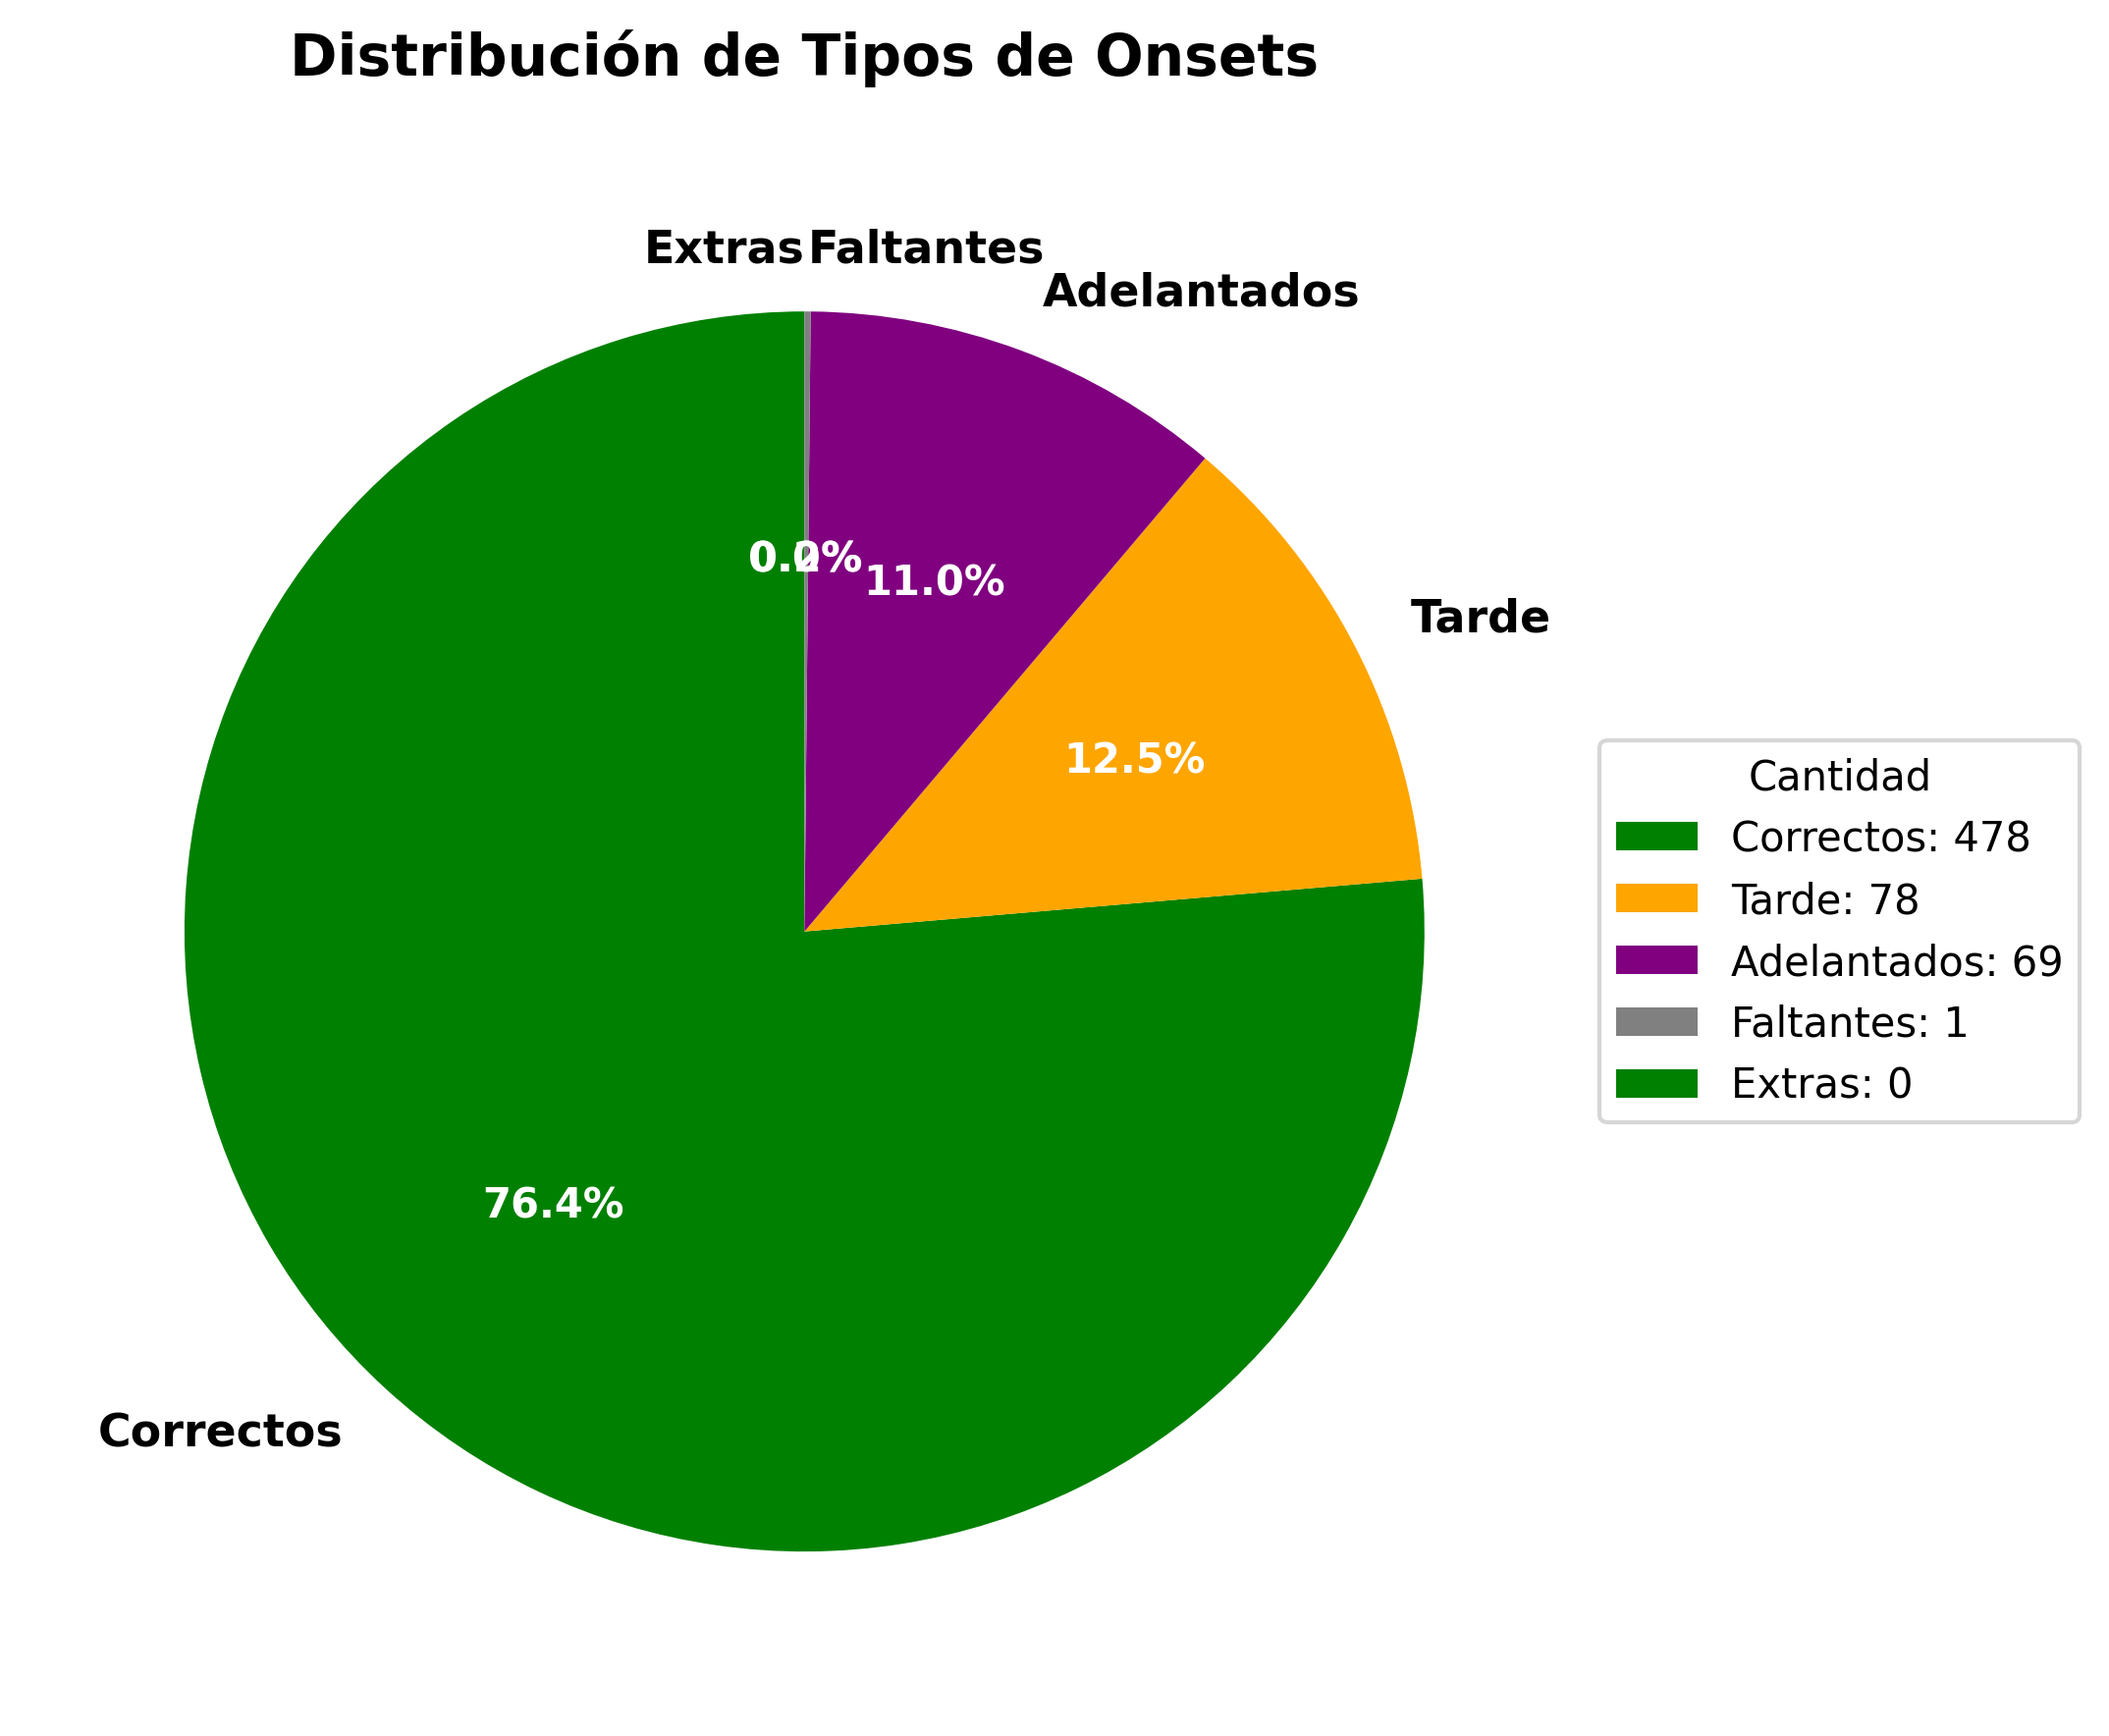 Distribución de Tipos de Onsets
Extras
Faltantes
Adelantados
Tarde
Correctos
11.0%
12.5%
76.4%
Cantidad
Correctos: 478
Tarde: 78
Adelantados: 69
Faltantes: 1
Extras: 0